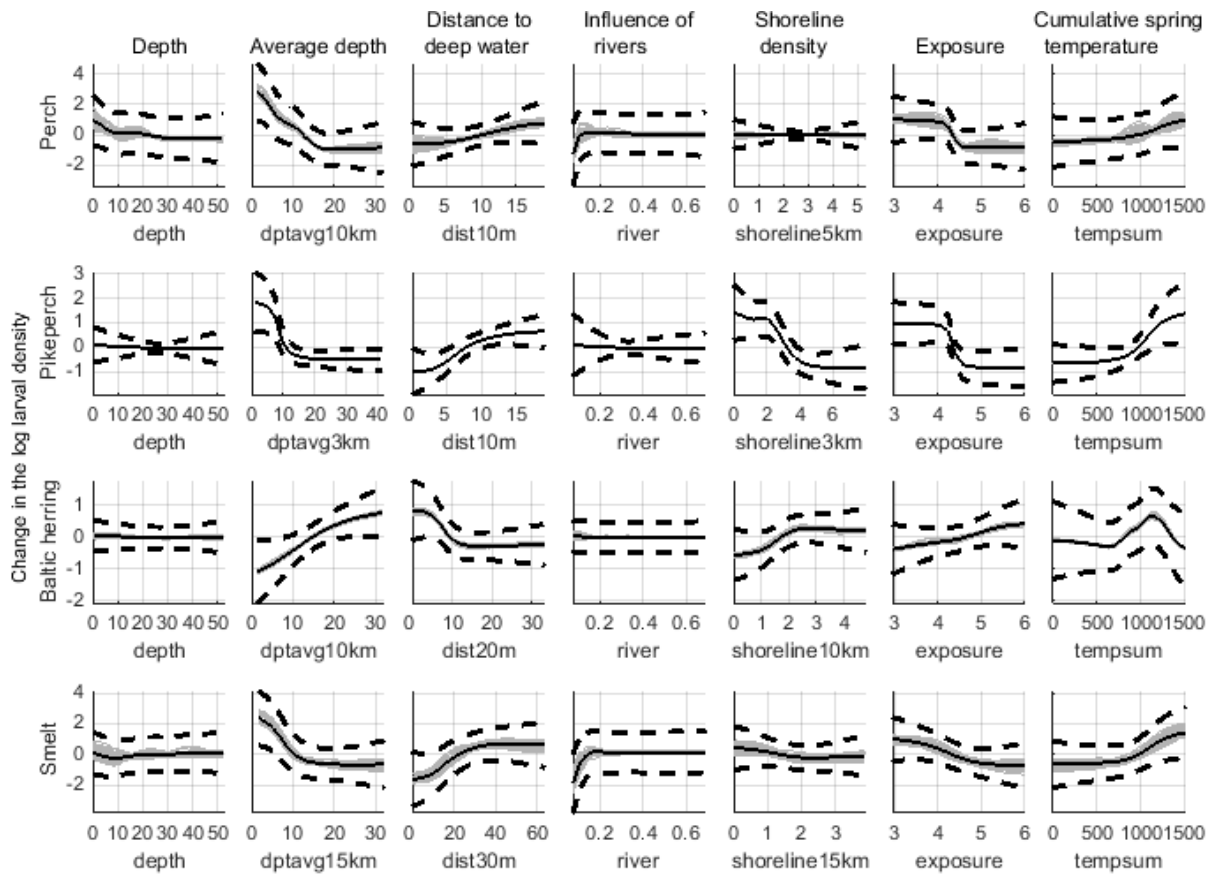 Depth
Average depth
Distance to
deep water
Influence of
rivers
Shoreline
density
Exposure
Cumulative spring
temperature
Change in the log larval density
Perch
4
2
0
-2
0 10 20 30 40 50
0 10 20 30
0 5 10 15
0.2 0.4 0.6
0 1 2 3 4 5
3 4 5 6
0 500 1000 1500
depth
dptavg10km
dist10m
river
shoreline5km
exposure
tempsum
Pikeperch
3
2
1
0
-1
0 10 20 30 40 50
0 10 20 30 40
0 5 10 15
0.2 0.4 0.6
0 2 4 6
3 4 5 6
0 500 1000 1500
depth
dptavg3km
dist10m
river
shoreline3km
exposure
tempsum
Baltic herring
1
0
-1
-2
0 10 20 30 40 50
0 10 20 30
0 10 20 30
0.2 0.4 0.6
0 1 2 3 4
3 4 5 6
0 500 1000 1500
depth
dptavg10km
dist20m
river
shoreline10km
exposure
tempsum
Smelt
4
2
0
-2
0 10 20 30 40 50
0 10 20 30
0 20 40 60
0.2 0.4 0.6
0 1 2 3
3 4 5 6
0 500 1000 1500
depth
dptavg15km
dist30m
river
shoreline15km
exposure
tempsum